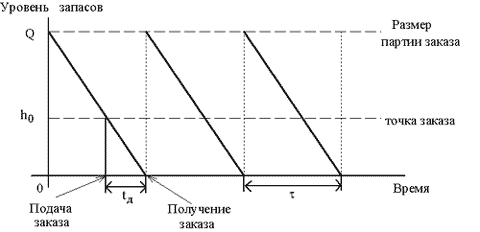 Уровень запасов
Q
Размер
партии заказа
h0
точка заказа
0
tд
τ
Время
Подача
заказа
Получение
заказа